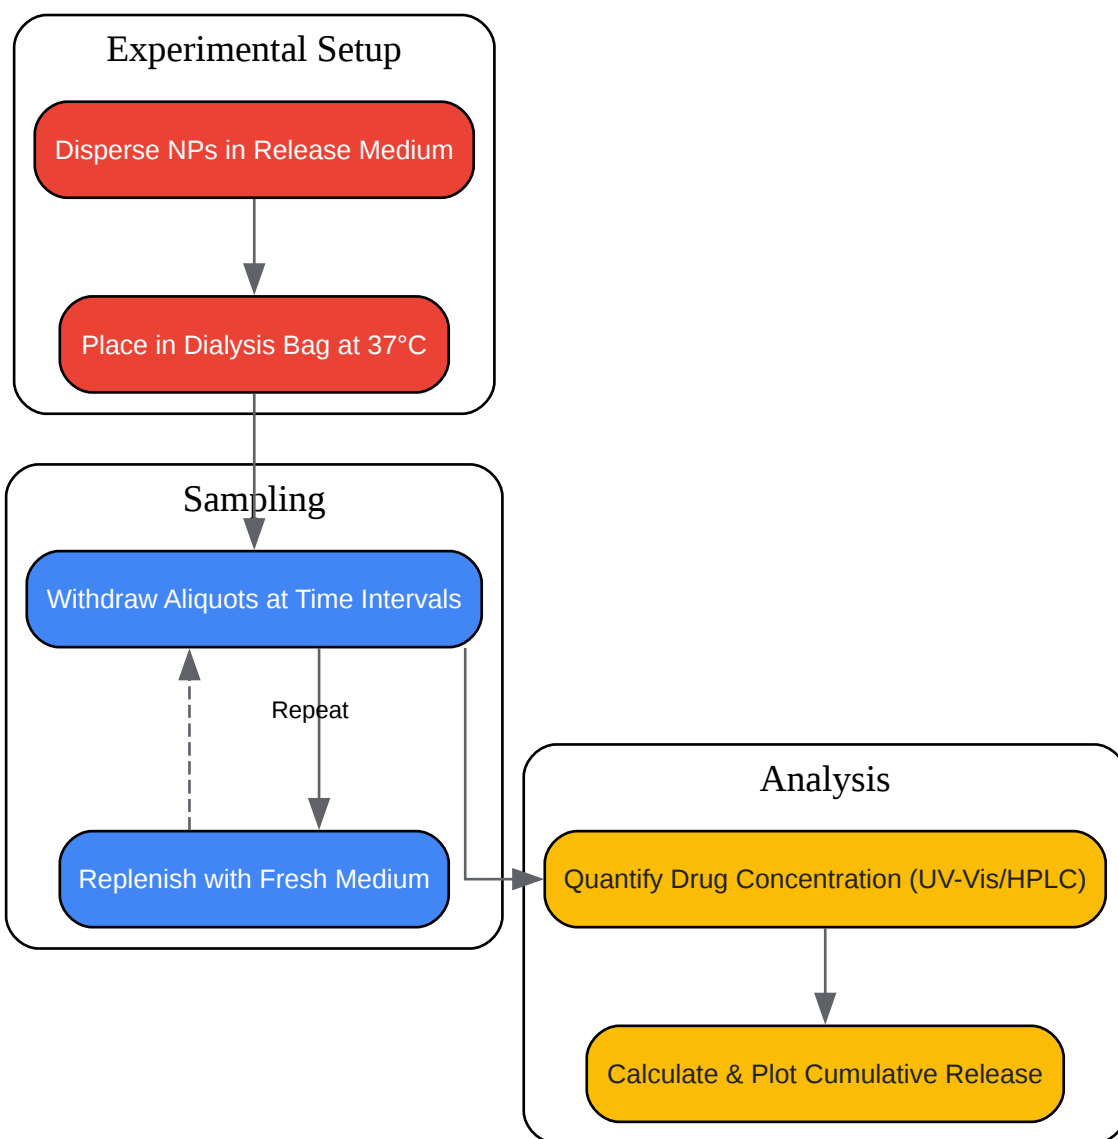 Experimental Setup
Disperse NPs in Release Medium
Place in Dialysis Bag at 37°C
Sampling
Withdraw Aliquots at Time Intervals
Repeat
Replenish with Fresh Medium
Analysis
Quantify Drug Concentration (UV-Vis/HPLC)
Calculate & Plot Cumulative Release